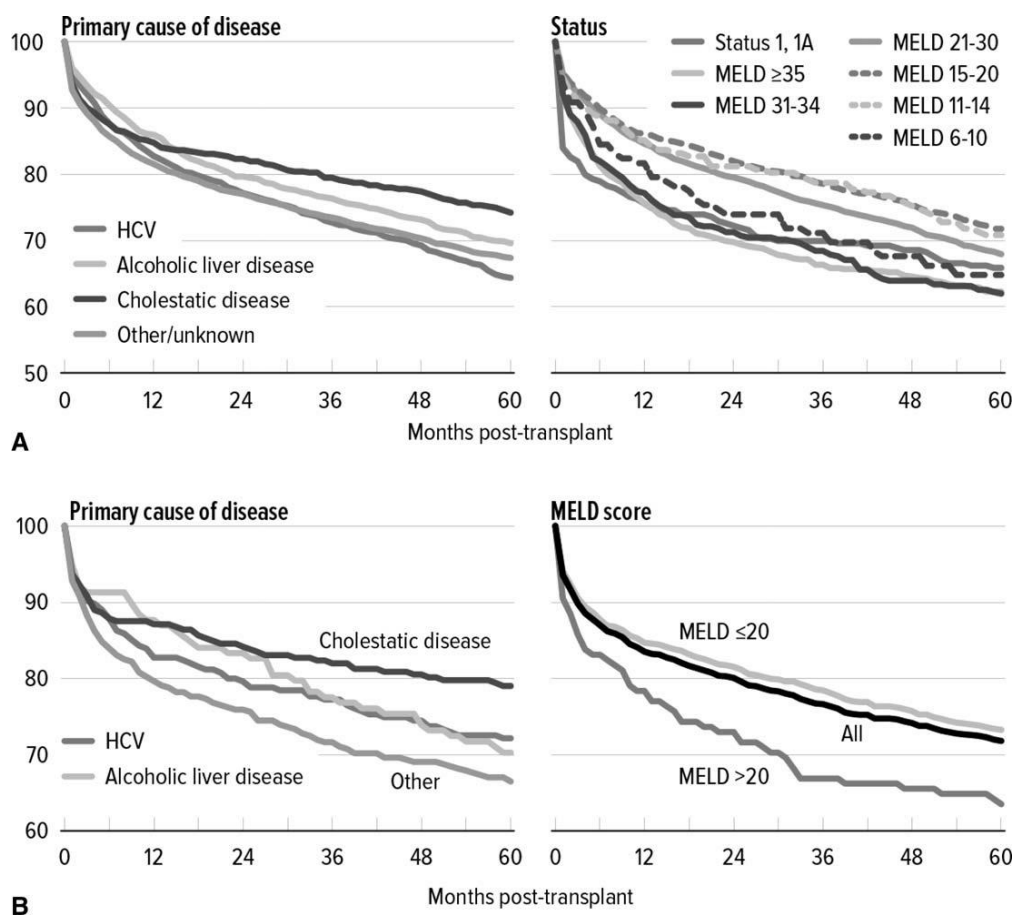 Primary cause of disease
100
90
80
70
60
50
HCV
Alcoholic liver disease
Cholestatic disease
Other/unknown
0 12 24 36 48 60
Status
Status 1, 1A
MELD ≥35
MELD 31-34
MELD 21-30
MELD 15-20
MELD 11-14
MELD 6-10
0 12 24 36 48 60
Months post-transplant
A
Primary cause of disease
100
90
80
70
60
Cholestatic disease
HCV
Alcoholic liver disease
Other
0 12 24 36 48 60
MELD score
MELD ≤20
All
MELD >20
0 12 24 36 48 60
Months post-transplant
B